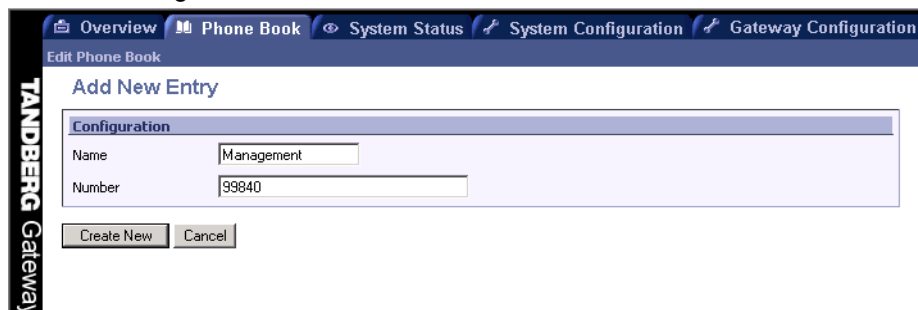 Overview Phone Book System Status System Configuration Gateway Configuration
Edit Phone Book
TANDBERG Gateway
Add New Entry
Configuration
Name Management
Number 99840
Create New Cancel